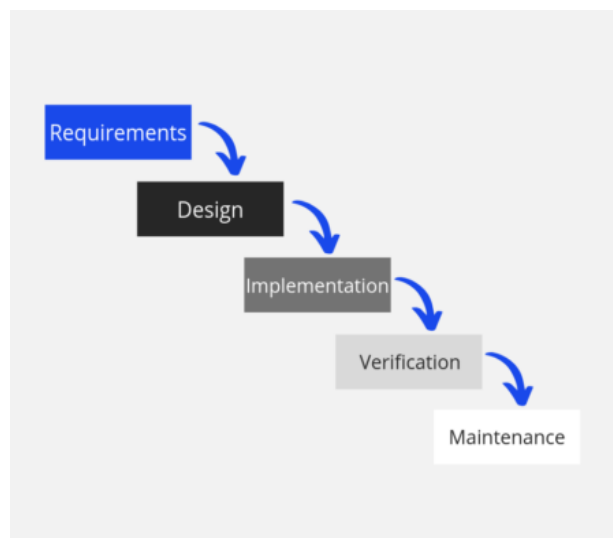 Requirements
Design
Implementation
Verification
Maintenance